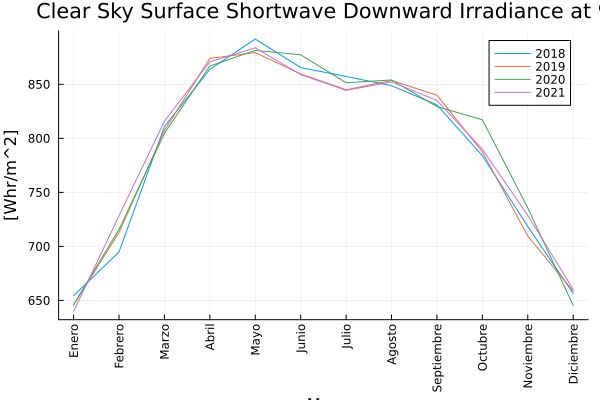 Clear Sky Surface Shortwave Downward Irradiance at
[Whr/m^2]
850
800
750
700
650
2018
2019
2020
2021
Enero
Febrero
Marzo
Abril
Mayo
Junio
Julio
Agosto
Septiembre
Octubre
Noviembre
Diciembre